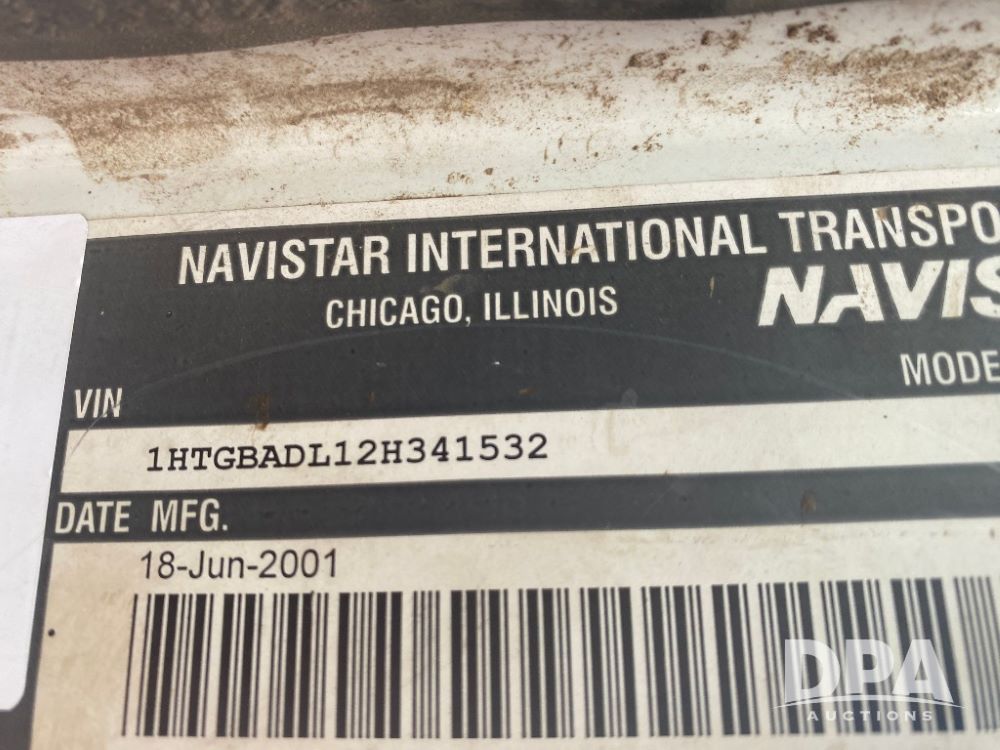 NAVISTAR INTERNATIONAL TRANSPO
CHICAGO, ILLINOIS
NAVIS
MODE
VIN
1HTGBADL12H341532
DATE MFG.
18-Jun-2001
DPA
AUCTIONS